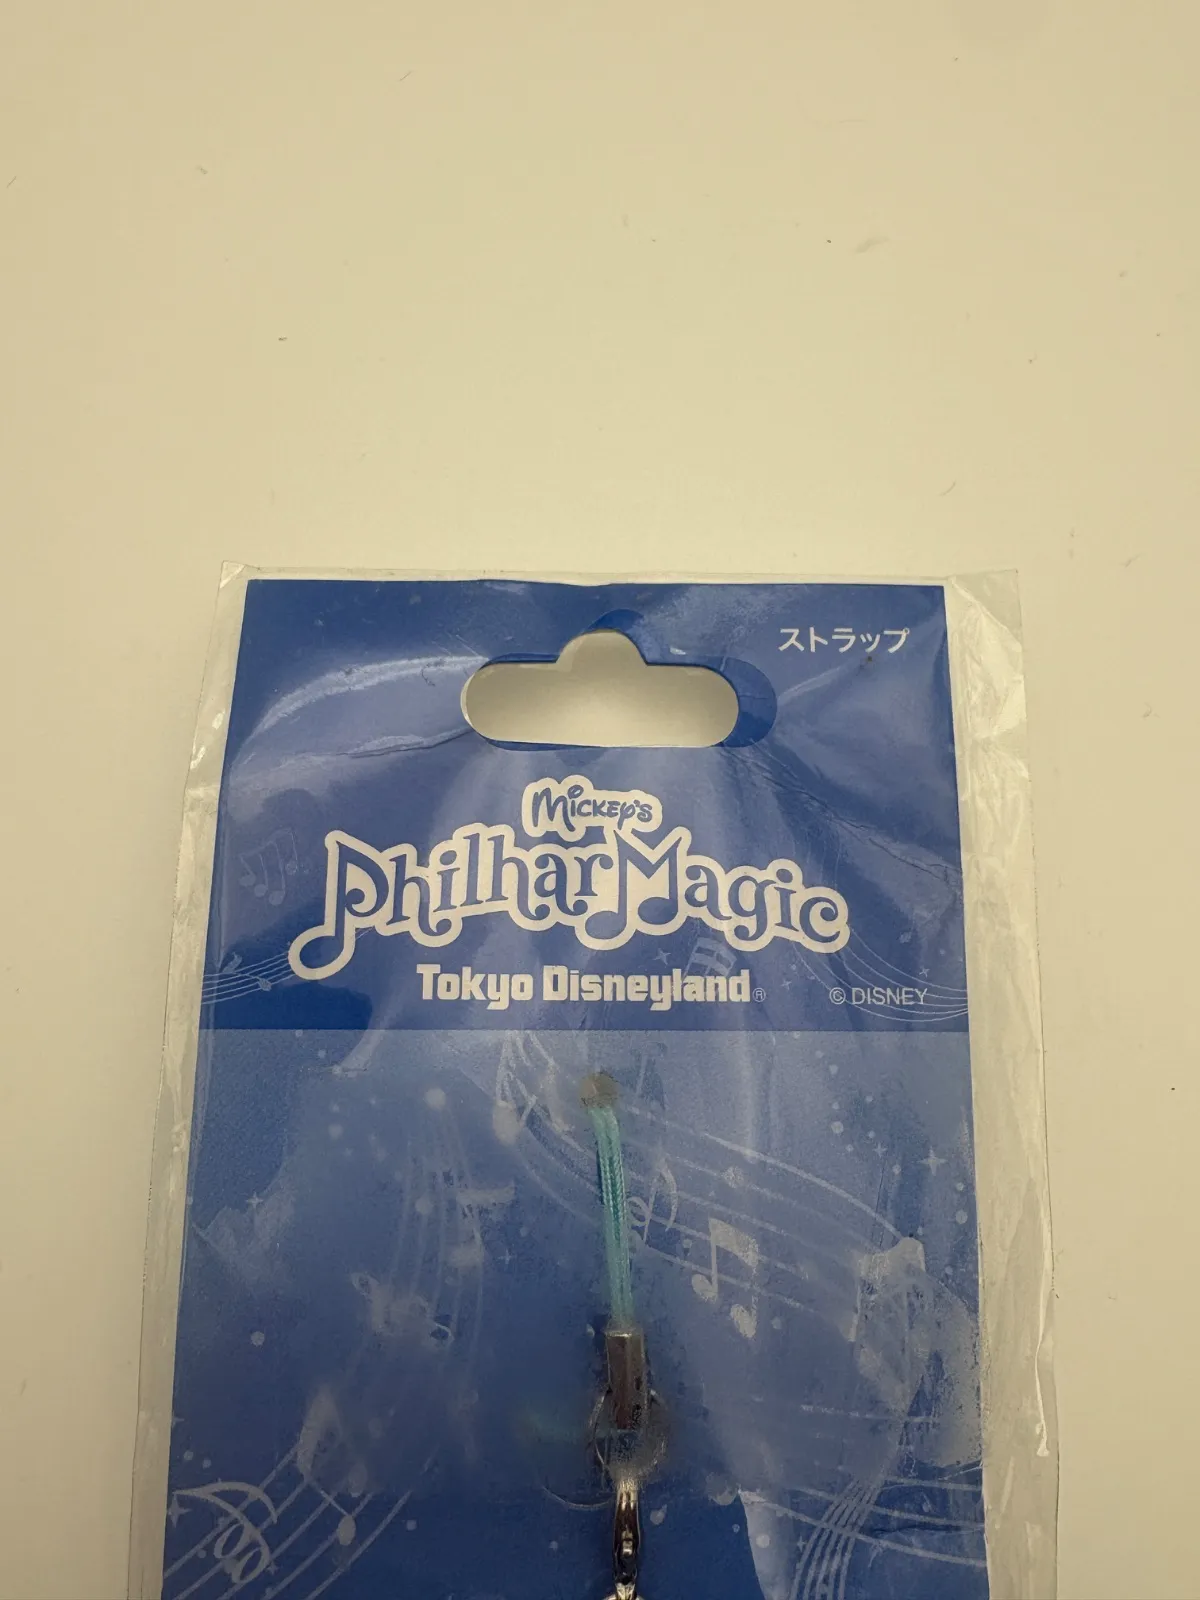 ストラップ
Mickey's
PhilharMagic
Tokyo Disneyland®
© DISNEY